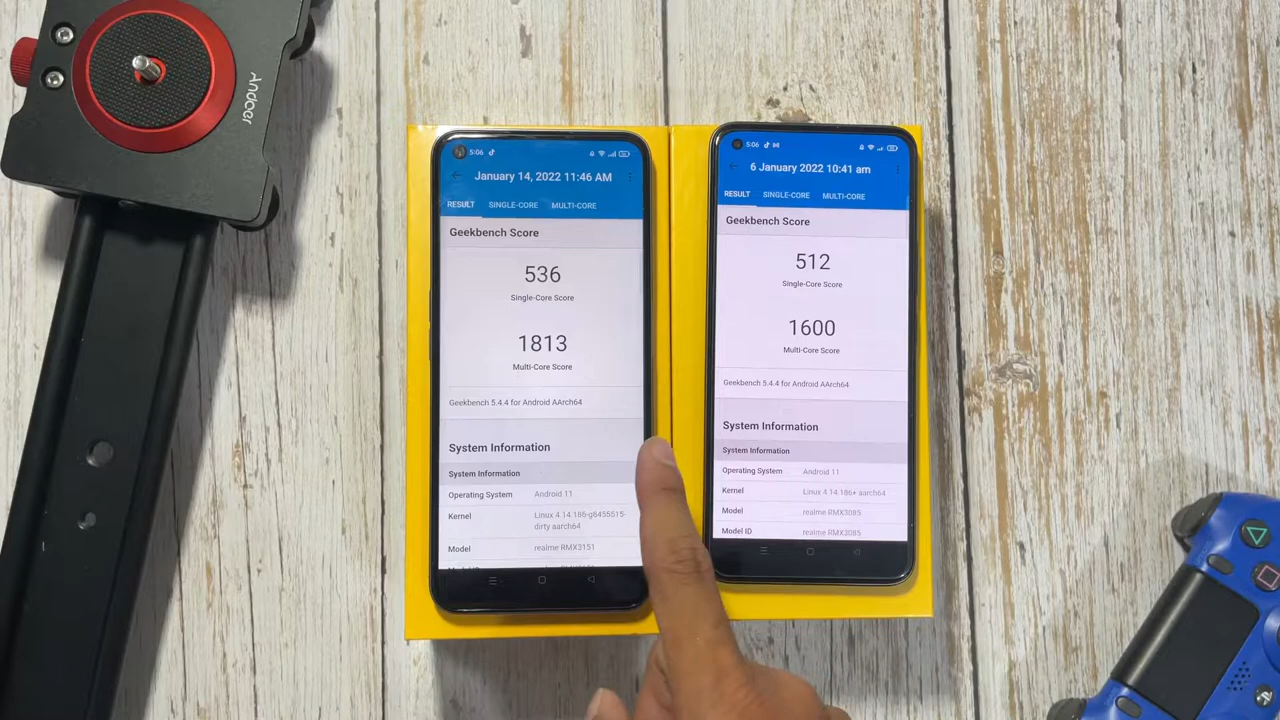 Andoer
5:06
January 14, 2022 11:46 AM
RESULT SINGLE-CORE MULTI-CORE
Geekbench Score
536
Single-Core Score
1813
Multi-Core Score
Geekbench 5.4.4 for Android AArch64
System Information
System Information
Operating System Android 11
Kernel Linux 4.14.186-g8455515-
dirty aarch64
Model realme RMX3151
5:06
6 January 2022 10:41 am
RESULT SINGLE-CORE MULTI-CORE
Geekbench Score
512
Single-Core Score
1600
Multi-Core Score
Geekbench 5.4.4 for Android AArch64
System Information
System Information
Operating System Android 11
Kernel Linux 4.14.186+ aarch64
Model realme RMX3085
Model ID realme RMX3085